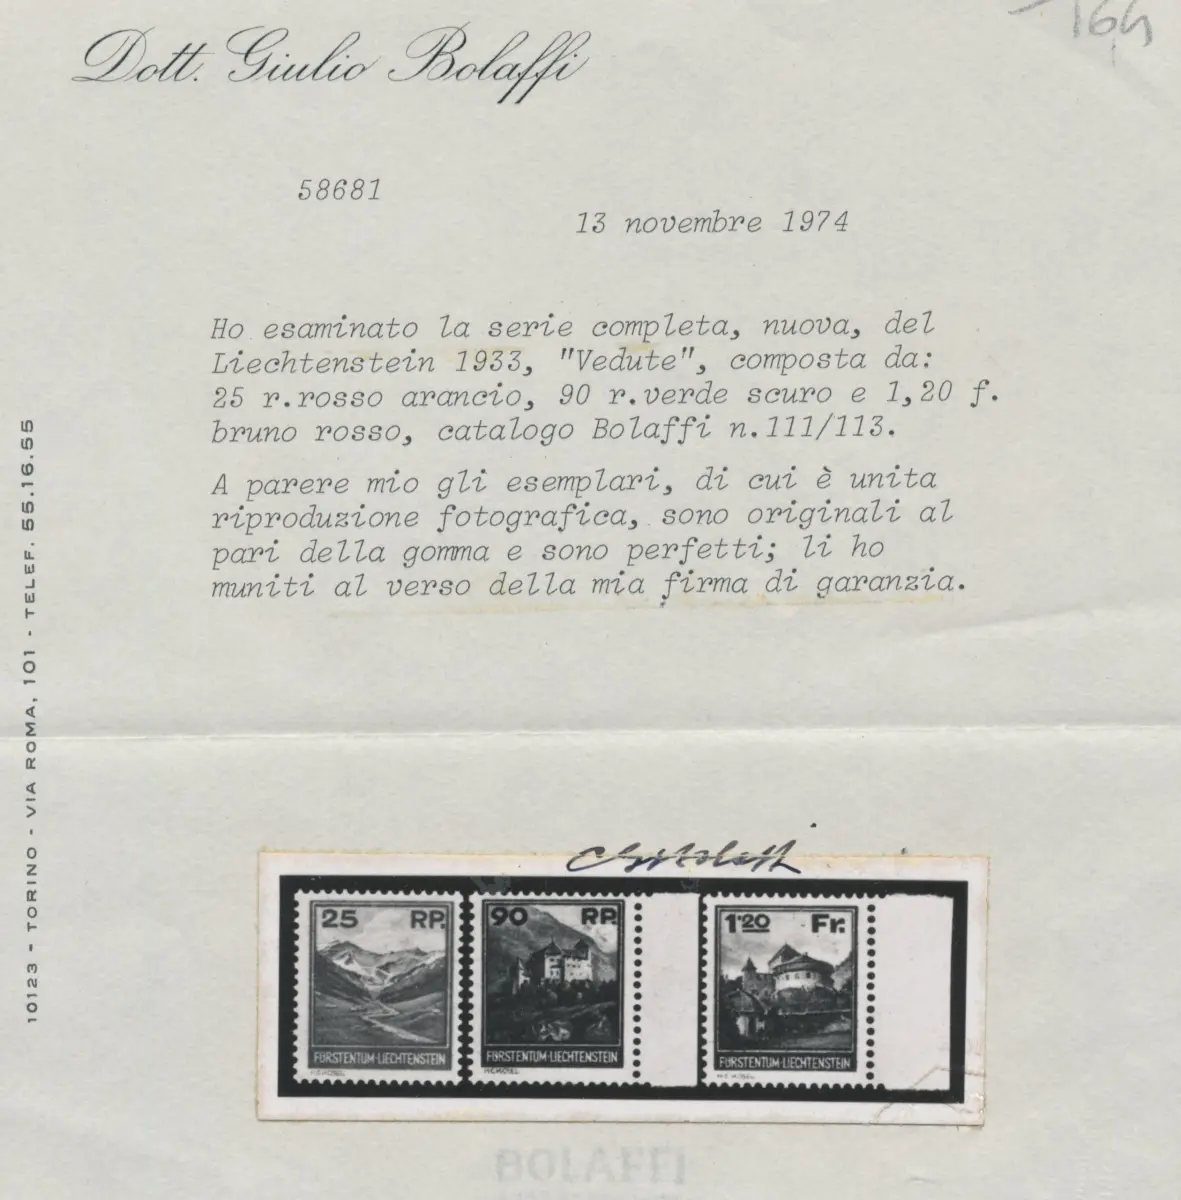 164
Dott. Giulio Bolaffi
58681
13 novembre 1974
Ho esaminato la serie completa, nuova, del
Liechtenstein 1933, "Vedute", composta da:
25 r.rosso arancio, 90 r.verde scuro e 1,20 f.
bruno rosso, catalogo Bolaffi n.111/113.
A parere mio gli esemplari, di cui è unita
riproduzione fotografica, sono originali al
pari della gomma e sono perfetti; li ho
muniti al verso della mia firma di garanzia.
10123 - TORINO - VIA ROMA, 101 - TELEF. 55.16.55
25 RP.
FÜRSTENTUM·LIECHTENSTEIN
90 RP.
FÜRSTENTUM·LIECHTENSTEIN
1·20 Fr.
FÜRSTENTUM·LIECHTENSTEIN
BOLAFFI